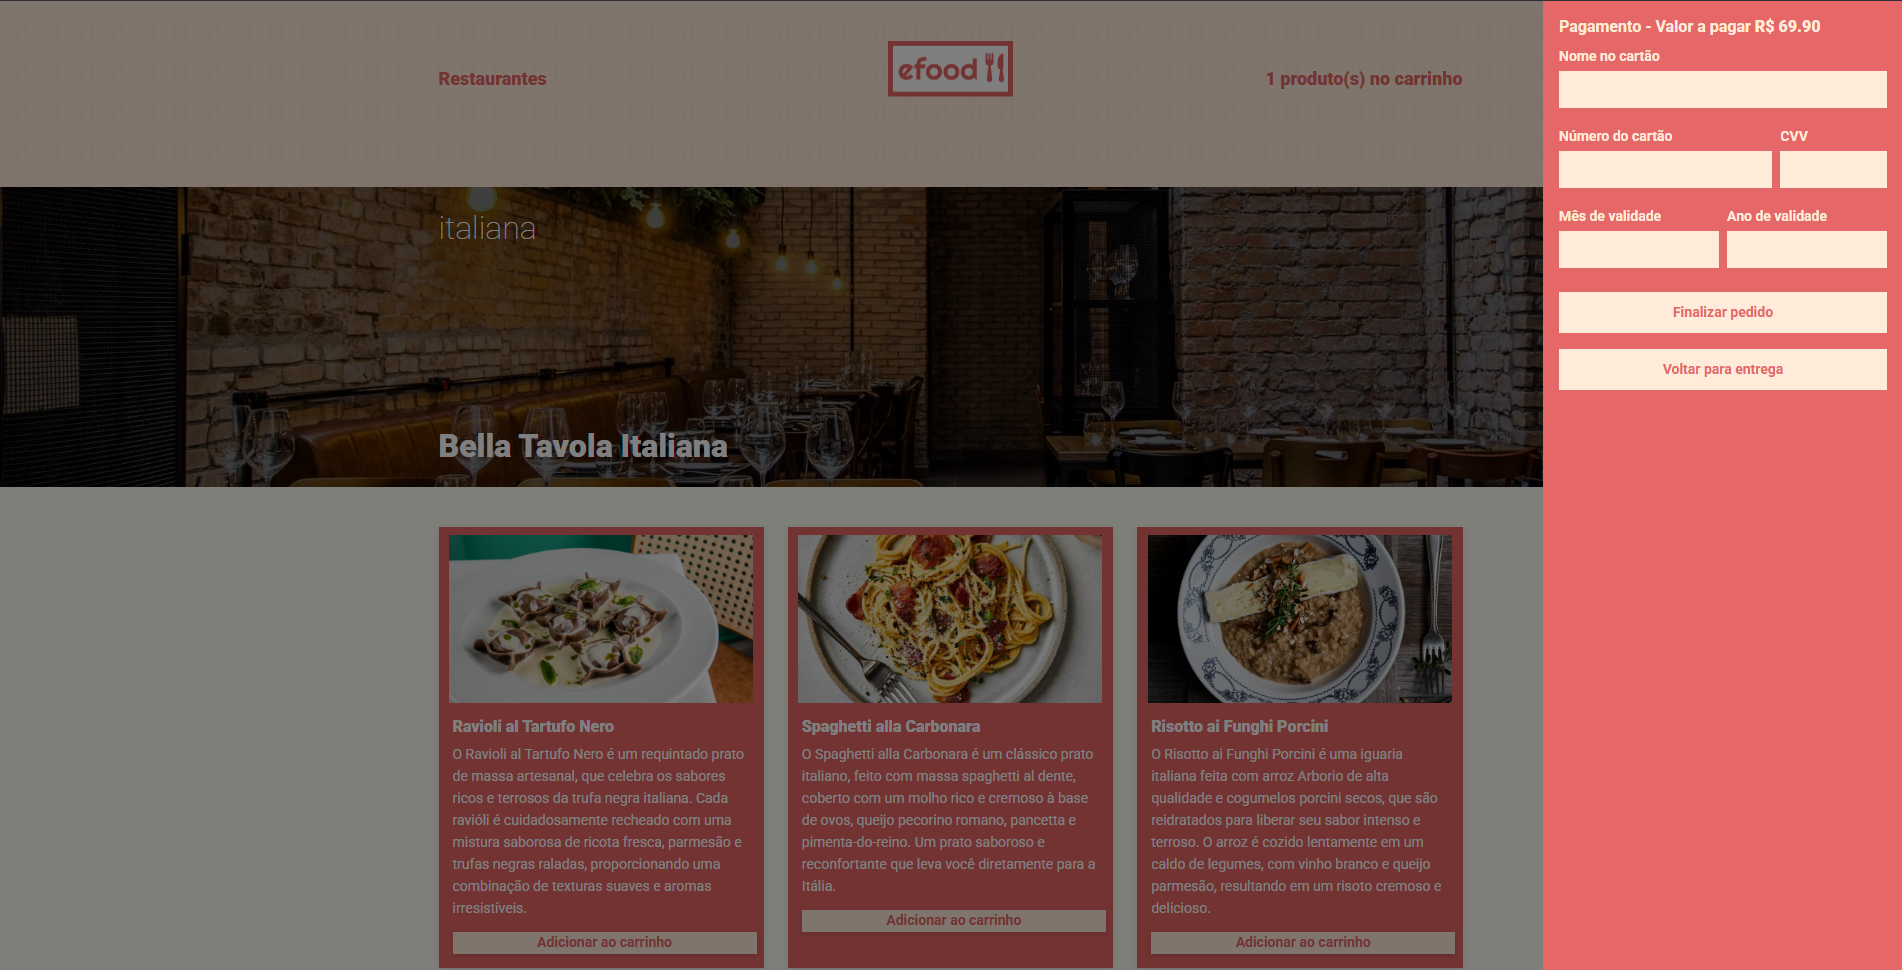 Restaurantes
efood
1 produto(s) no carrinho
italiana
Bella Tavola Italiana
Ravioli al Tartufo Nero
O Ravioli al Tartufo Nero é um requintado prato
de massa artesanal, que celebra os sabores
ricos e terrosos da trufa negra italiana. Cada
ravióli é cuidadosamente recheado com uma
mistura saborosa de ricota fresca, parmesão e
trufas negras raladas, proporcionando uma
combinação de texturas suaves e aromas
irresistíveis.
Adicionar ao carrinho
Spaghetti alla Carbonara
O Spaghetti alla Carbonara é um clássico prato
italiano, feito com massa spaghetti al dente,
coberto com um molho rico e cremoso à base
de ovos, queijo pecorino romano, pancetta e
pimenta-do-reino. Um prato saboroso e
reconfortante que leva você diretamente para a
Itália.
Adicionar ao carrinho
Risotto ai Funghi Porcini
O Risotto ai Funghi Porcini é uma iguaria
italiana feita com arroz Arborio de alta
qualidade e cogumelos porcini secos, que são
reidratados para liberar seu sabor intenso e
terroso. O arroz é cozido lentamente em um
caldo de legumes, com vinho branco e queijo
parmesão, resultando em um risoto cremoso e
delicioso.
Adicionar ao carrinho
Pagamento - Valor a pagar R$ 69.90
Nome no cartão
Número do cartão
CVV
Mês de validade
Ano de validade
Finalizar pedido
Voltar para entrega